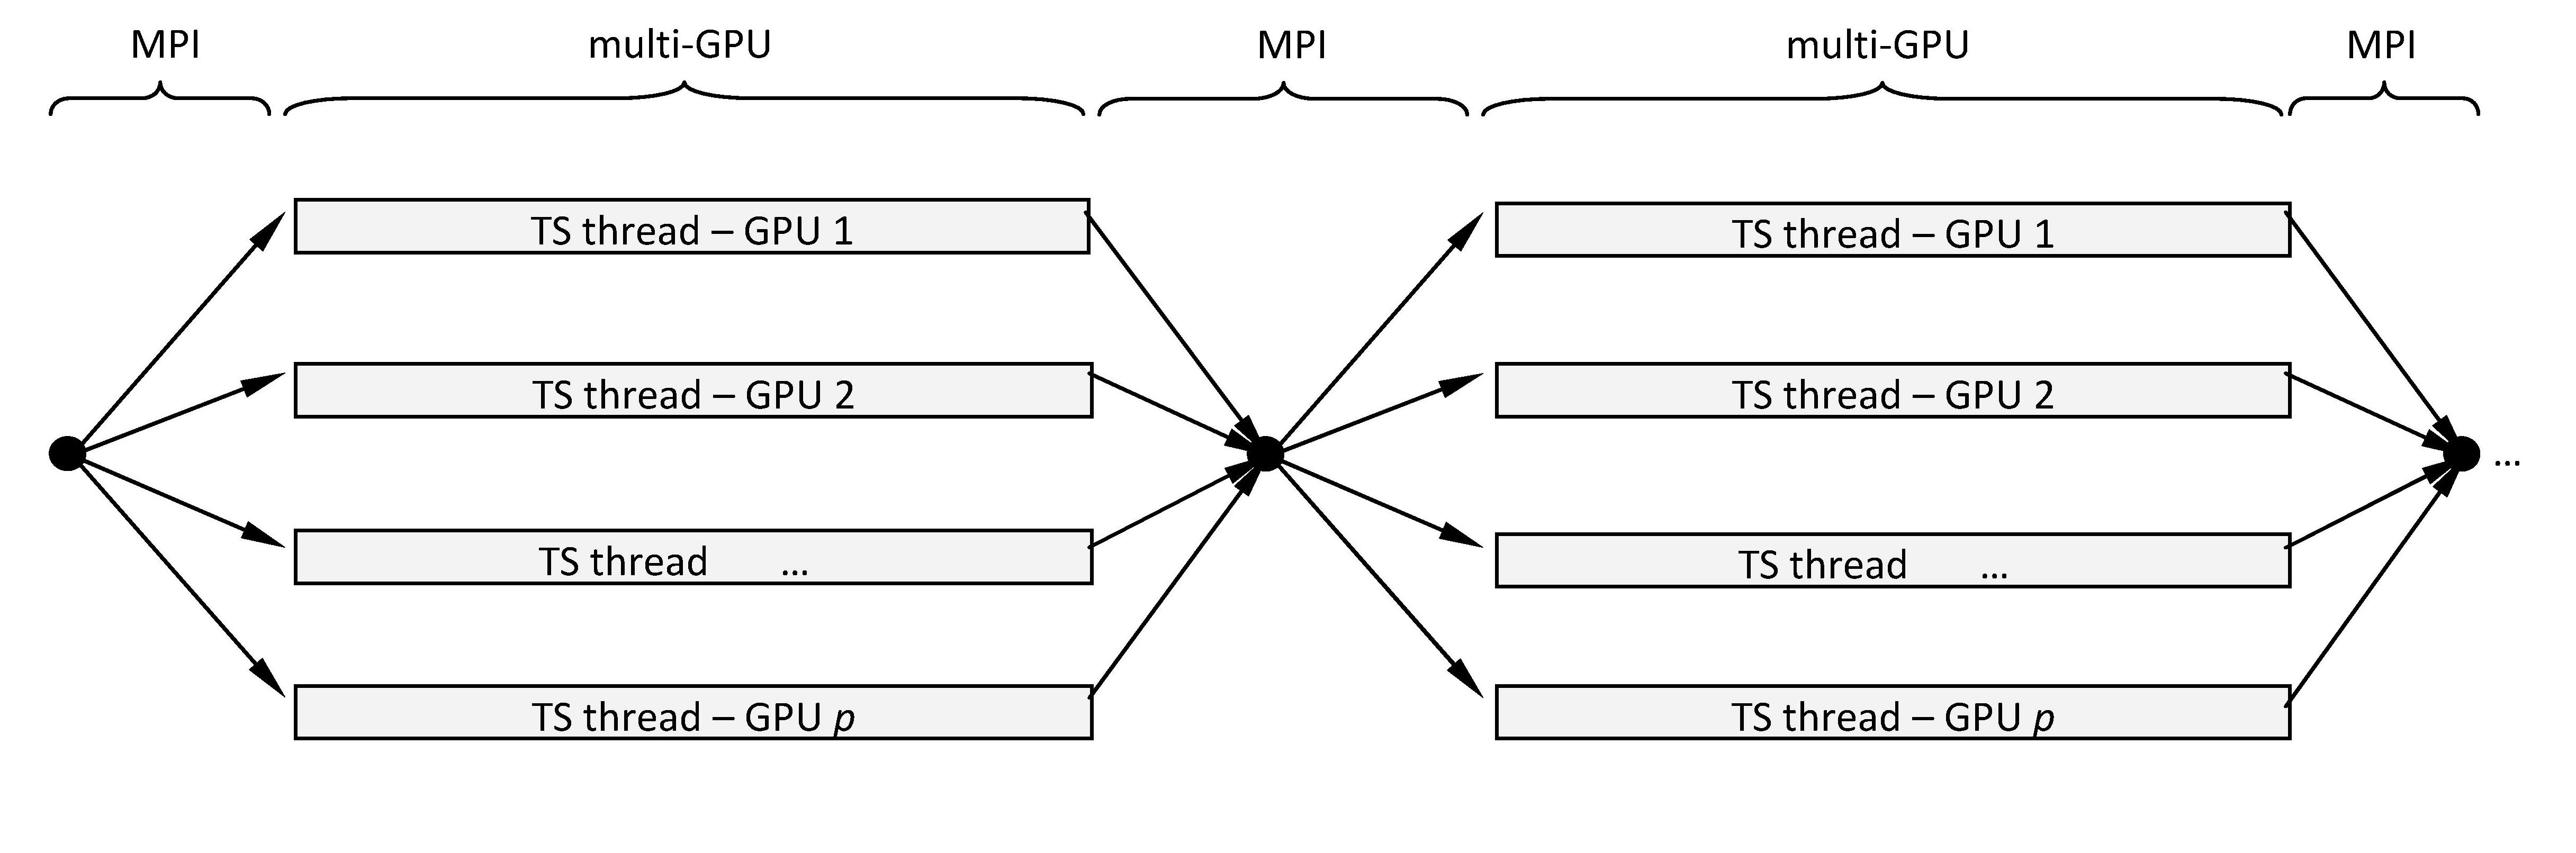 MPI multi-GPU MPI multi-GPU MPI
TS thread – GPU 1 TS thread – GPU 1
TS thread – GPU 2 TS thread – GPU 2
...
TS thread ... TS thread ...
TS thread – GPU p TS thread – GPU p